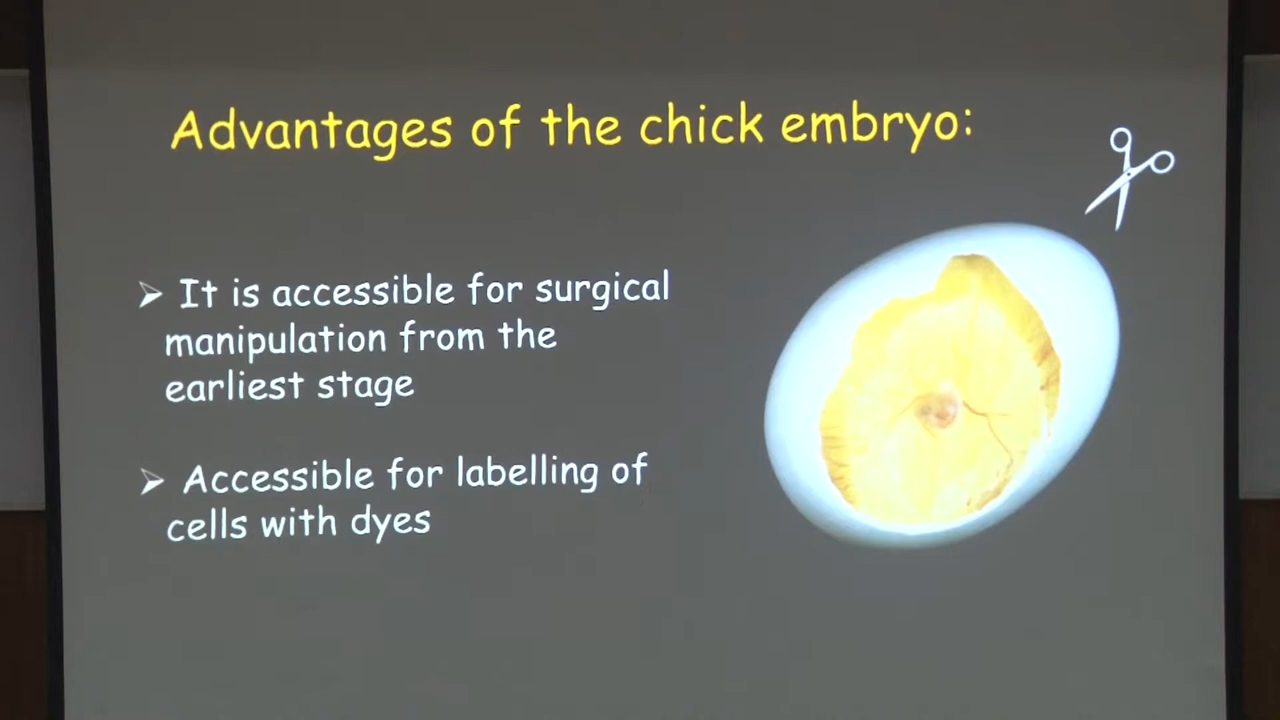 Advantages of the chick embryo:
➢ It is accessible for surgical
manipulation from the
earliest stage
➢ Accessible for labelling of
cells with dyes